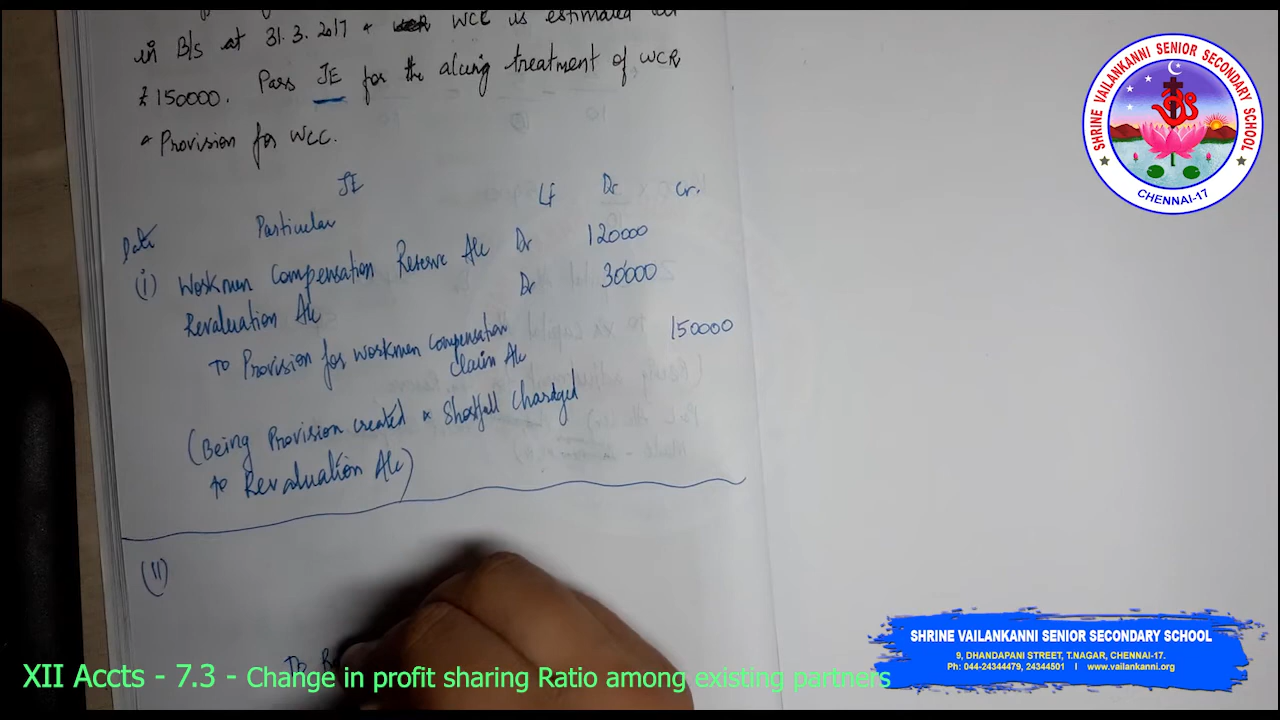 in B/s at 31.3.2017 & WCC is estimated at
₹150000. Pass JE for the acung treatment of WCR
& Provision for WCC.
JE
Date Particular LF Dr Cr.
(i) Workmen Compensation Reserve A/c Dr 120000
Revaluation A/c Dr 30000
To Provision for workmen compensation 150000
claim A/c
(Being Provision created & Shortfall Charged
to Revaluation A/c)
(II)
SHRINE VAILANKANNI SENIOR SECONDARY SCHOOL
CHENNAI-17
SHRINE VAILANKANNI SENIOR SECONDARY SCHOOL
9, DHANDAPANI STREET, T.NAGAR, CHENNAI-17.
Ph: 044-24344479, 24344501 I www.vailankanni.org
XII Accts - 7.3 - Change in profit sharing Ratio among existing partners